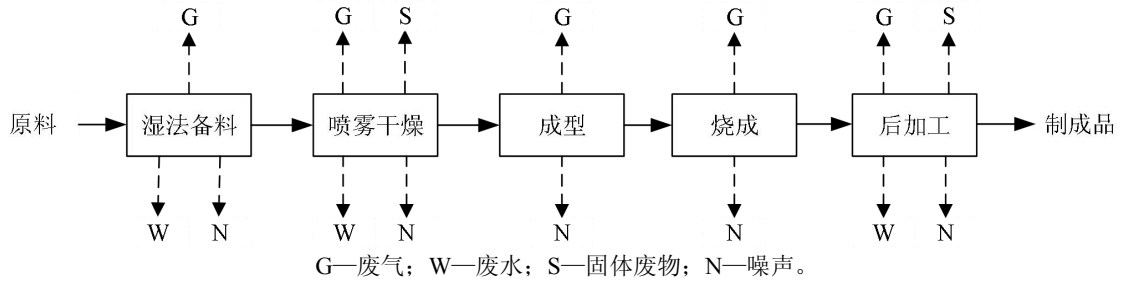 G G S G G G S
原料 湿法备料 喷雾干燥 成型 烧成 后加工 制成品
W N W N N N W N
G—废气；W—废水；S—固体废物；N—噪声。